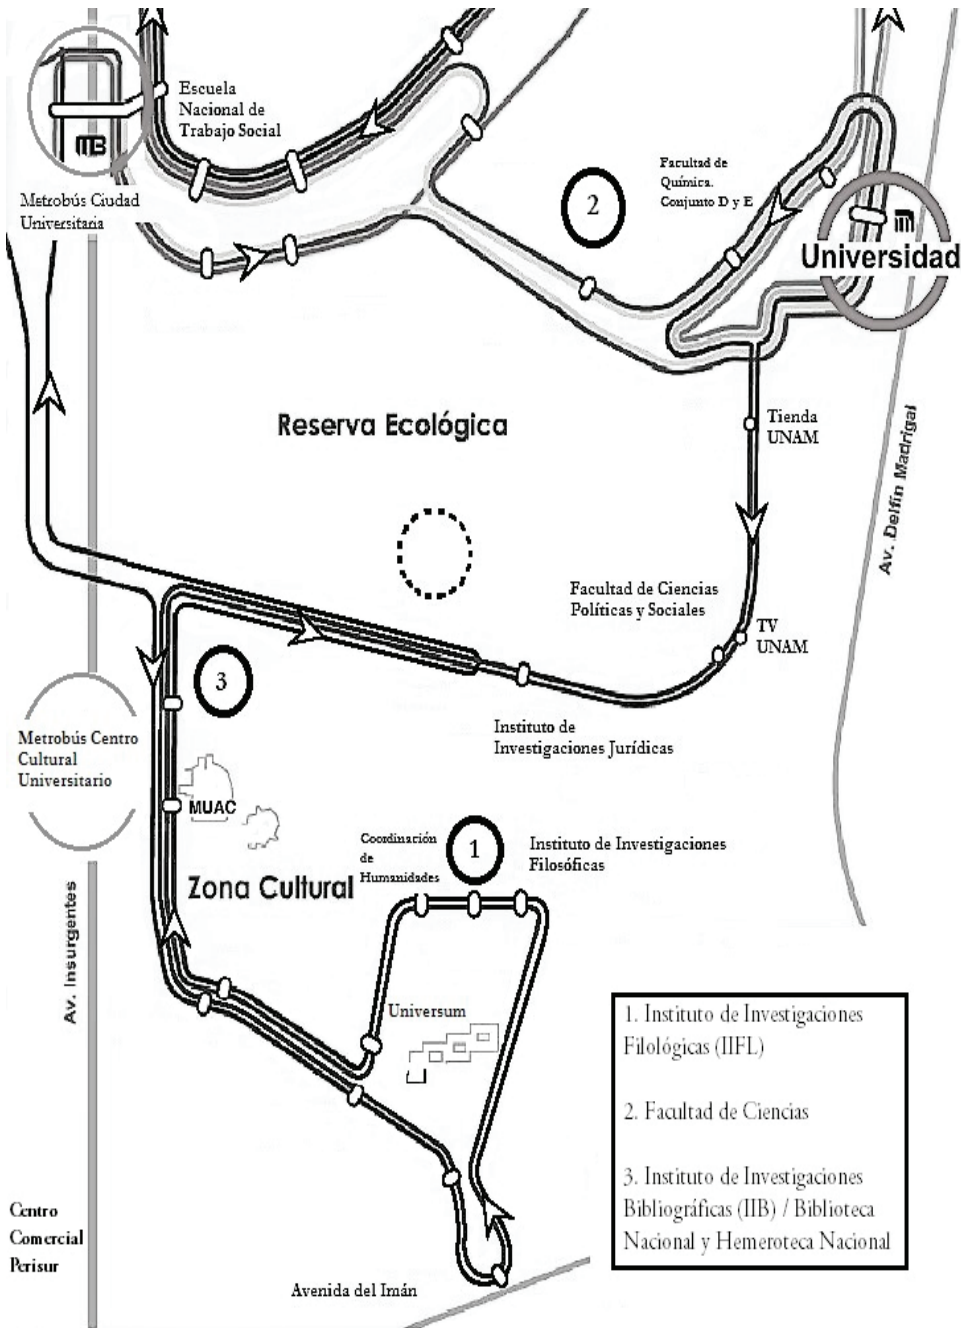 Escuela
Nacional de
Trabajo Social
MB
Metrobús Ciudad
Universitaria
2
Facultad de
Química.
Conjunto D y E
Universidad
Reserva Ecológica
Tienda
UNAM
Av. Delfín Madrigal
Facultad de Ciencias
Políticas y Sociales
TV
UNAM
3
Instituto de
Investigaciones Jurídicas
Metrobús Centro
Cultural
Universitario
MUAC
Zona Cultural
Coordinación
de
Humanidades
1
Instituto de Investigaciones
Filosóficas
Av. Insurgentes
Universum
1. Instituto de Investigaciones
Filológicas (IIFL)
2. Facultad de Ciencias
3. Instituto de Investigaciones
Bibliográficas (IIB) / Biblioteca
Nacional y Hemeroteca Nacional
Centro
Comercial
Perisur
Avenida del Imán